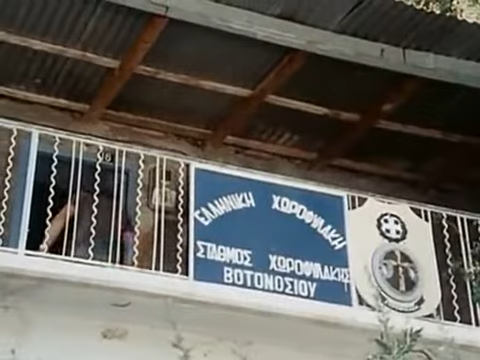 ΕΛΛΗΝΙΚΗ ΧΩΡΟΦΥΛΑΚΗ
ΣΤΑΘΜΟΣ ΧΩΡΟΦΥΛΑΚΗΣ
ΒΟΤΟΝΟΣΙΟΥ